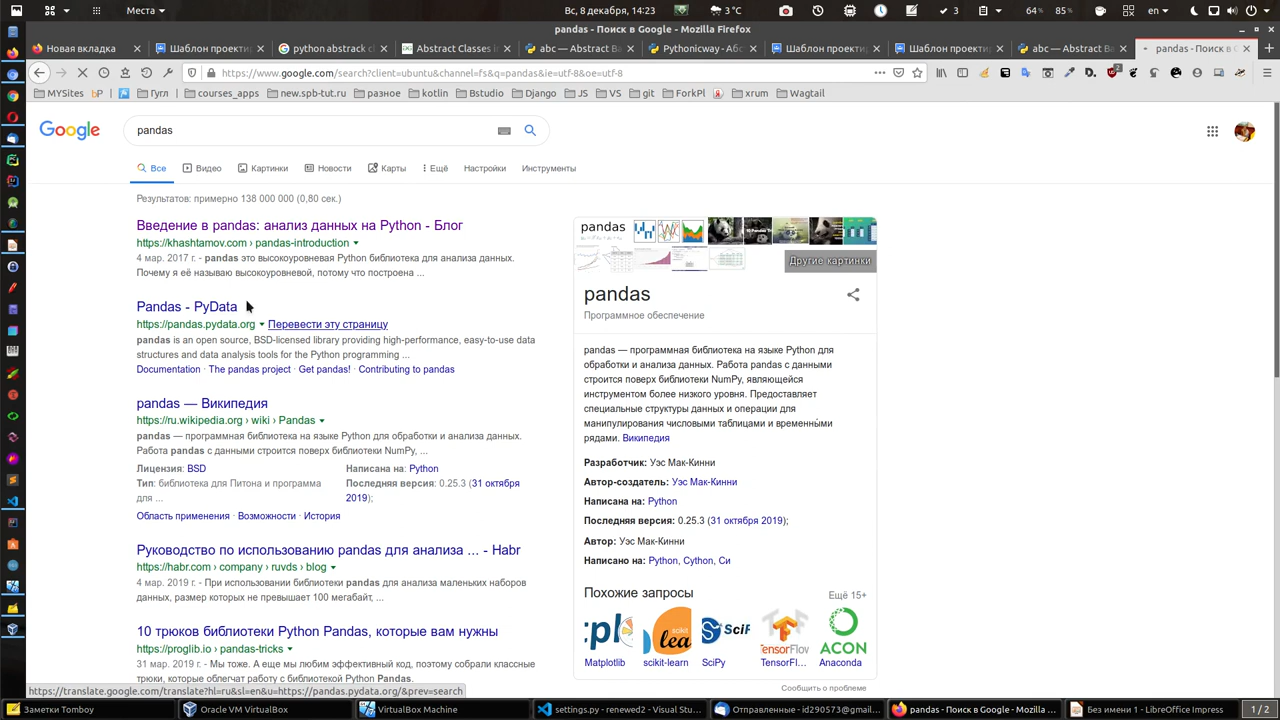 Места
Вс, 8 декабря, 14:23
64%
85%
pandas - Поиск в Google - Mozilla Firefox
Новая вкладка
Шаблон проекти
python abstrack cl
Abstract Classes i
abc — Abstract Ba
Pythonicway - Аб
Шаблон проекти
Шаблон проекти
abc — Abstract Ba
pandas - Поиск в G
https://www.google.com/search?client=ubuntu&channel=fs&q=pandas&ie=utf-8&oe=utf-8
MYSites
Гугл
courses_apps
new.spb-tut.ru
разное
kotlin
Bstudio
Django
JS
VS
git
ForkPl
xrum
Wagtail
Google
pandas
Все
Видео
Картинки
Новости
Карты
Ещё
Настройки
Инструменты
Результатов: примерно 138 000 000 (0,80 сек.)
Введение в pandas: анализ данных на Python - Блог
https://khashtamov.com › pandas-introduction
4 мар. 2017 г. - pandas это высокоуровневая Python библиотека для анализа данных.
Почему я её называю высокоуровневой, потому что построена ...
Pandas - PyData
https://pandas.pydata.org Перевести эту страницу
pandas is an open source, BSD-licensed library providing high-performance, easy-to-use data
structures and data analysis tools for the Python programming ...
Documentation · The pandas project · Get pandas! · Contributing to pandas
pandas — Википедия
https://ru.wikipedia.org › wiki › Pandas
pandas — программная библиотека на языке Python для обработки и анализа данных.
Работа pandas с данными строится поверх библиотеки NumPy, ...
Лицензия: BSD
Написана на: Python
Тип: библиотека для Питона и программа
для ...
Последняя версия: 0.25.3 (31 октября
2019);
Область применения · Возможности · История
Руководство по использованию pandas для анализа ... - Habr
https://habr.com › company › ruvds › blog
4 мар. 2019 г. - При использовании библиотеки pandas для анализа маленьких наборов
данных, размер которых не превышает 100 мегабайт, ...
10 трюков библиотеки Python Pandas, которые вам нужны
https://proglib.io › pandas-tricks
31 мар. 2019 г. - Мы тоже. А еще мы любим эффективный код, поэтому собрали классные
трюки, которые облегчат работу с библиотекой Python Pandas.
pandas
Другие картинки
pandas
Программное обеспечение
pandas — программная библиотека на языке Python для
обработки и анализа данных. Работа pandas с данными
строится поверх библиотеки NumPy, являющейся
инструментом более низкого уровня. Предоставляет
специальные структуры данных и операции для
манипулирования числовыми таблицами и временны́ми
рядами. Википедия
Разработчик: Уэс Мак-Кинни
Автор-создатель: Уэс Мак-Кинни
Написана на: Python
Последняя версия: 0.25.3 (31 октября 2019);
Автор: Уэс Мак-Кинни
Написано на: Python, Cython, Си
Похожие запросы
Ещё 15+
Matplotlib
scikit-learn
SciPy
TensorFl...
Anaconda
Сообщить о проблеме
https://translate.google.com/translate?hl=ru&sl=en&u=https://pandas.pydata.org/&prev=search
Заметки Tomboy
Oracle VM VirtualBox
VirtualBox Machine
settings.py - renewed2 - Visual Stu...
Отправленные - id290573@gmail...
pandas - Поиск в Google - Mozilla ...
Без имени 1 - LibreOffice Impress
1 / 2